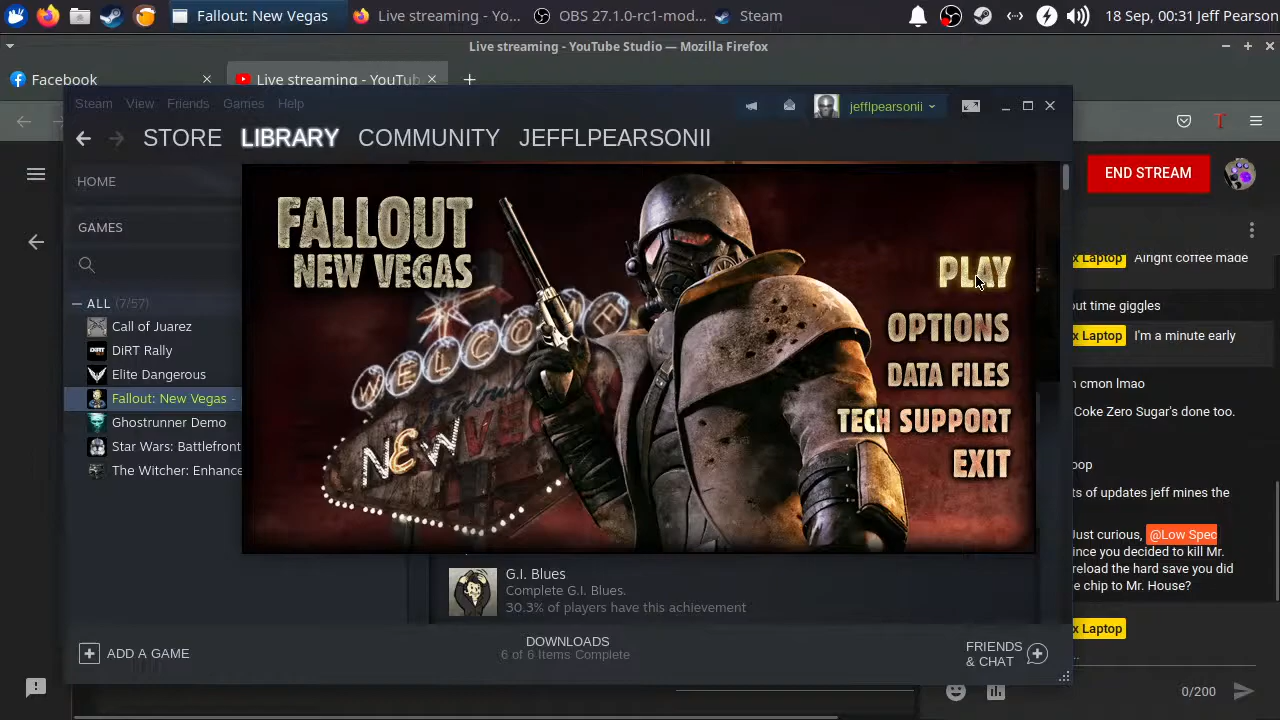 Fallout: New Vegas
Live streaming - Yo...
OBS 27.1.0-rc1-mod...
Steam
18 Sep, 00:31 Jeff Pearson
Live streaming - YouTube Studio — Mozilla Firefox
Facebook
Live streaming - YouTub
Steam View Friends Games Help
jefflpearsonii
STORE LIBRARY COMMUNITY JEFFLPEARSONII
END STREAM
HOME
GAMES
ALL (7/57)
Call of Juarez
DiRT Rally
Elite Dangerous
Fallout: New Vegas -
Ghostrunner Demo
Star Wars: Battlefront
The Witcher: Enhance
FALLOUT
NEW VEGAS
WELCOME
NEW
PLAY
OPTIONS
DATA FILES
TECH SUPPORT
EXIT
x Laptop Alright coffee made
out time giggles
x Laptop I'm a minute early
n cmon lmao
Coke Zero Sugar's done too.
oop
ts of updates jeff mines the
Just curious, @Low Spec
ince you decided to kill Mr.
reload the hard save you did
e chip to Mr. House?
x Laptop
G.I. Blues
Complete G.I. Blues.
30.3% of players have this achievement
ADD A GAME
DOWNLOADS
6 of 6 Items Complete
FRIENDS
& CHAT
0/200